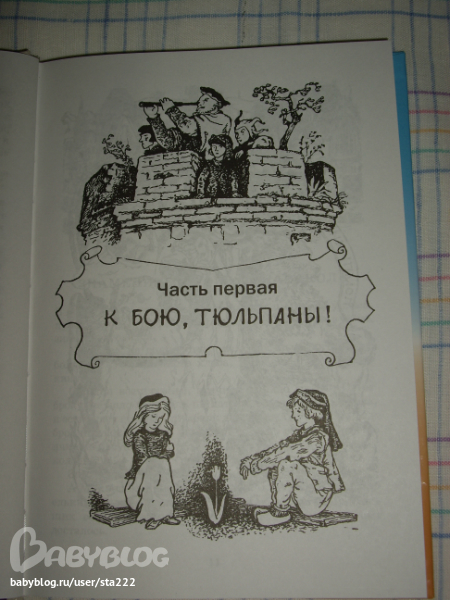 Часть первая
К БОЮ, ТЮЛЬПАНЫ!
BABYBLOG
babyblog.ru/user/sta222